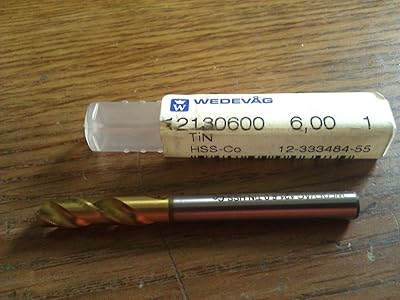 WEDEVÅG
12130600 6,00 1
TiN
HSS-Co 12-333484-55